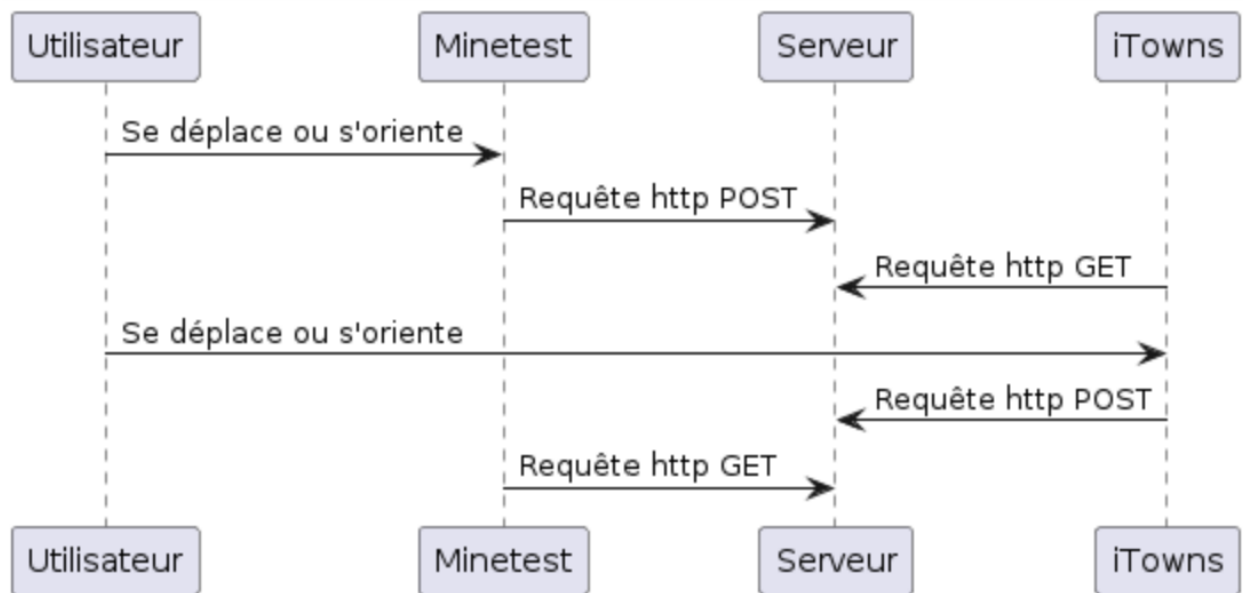 Utilisateur Minetest Serveur iTowns
Se déplace ou s'oriente
Requête http POST
Requête http GET
Se déplace ou s'oriente
Requête http POST
Requête http GET
Utilisateur Minetest Serveur iTowns